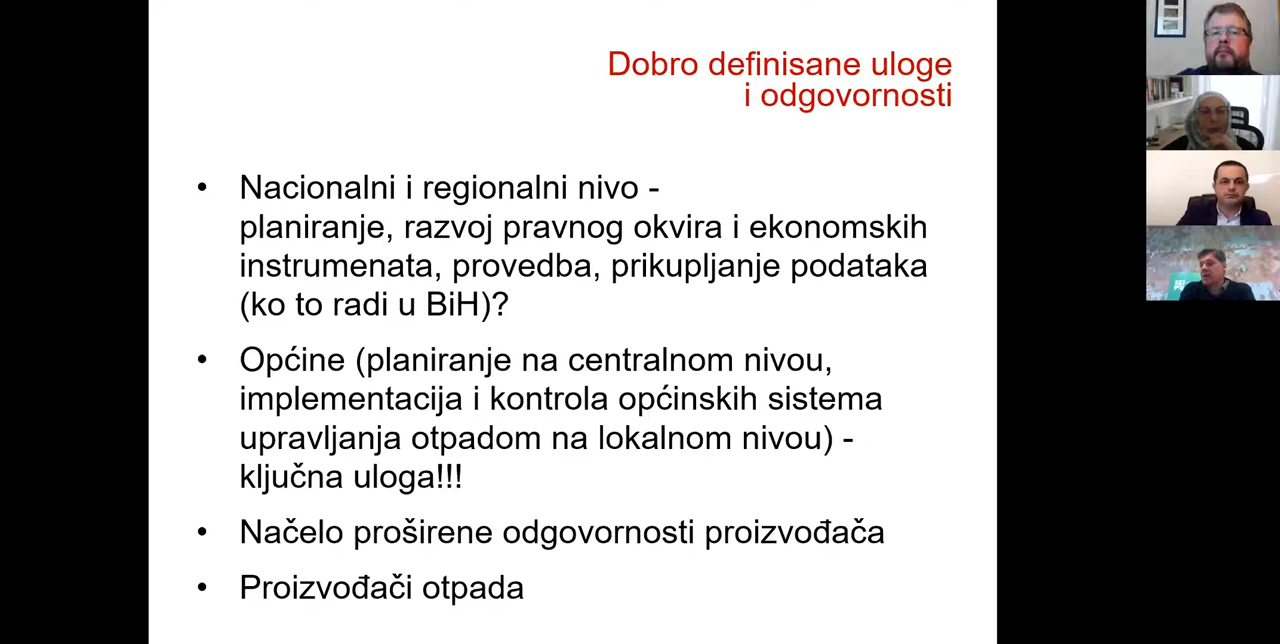 Dobro definisane uloge
i odgovornosti
• Nacionalni i regionalni nivo -
planiranje, razvoj pravnog okvira i ekonomskih
instrumenata, provedba, prikupljanje podataka
(ko to radi u BiH)?
• Općine (planiranje na centralnom nivou,
implementacija i kontrola općinskih sistema
upravljanja otpadom na lokalnom nivou) -
ključna uloga!!!
• Načelo proširene odgovornosti proizvođača
• Proizvođači otpada